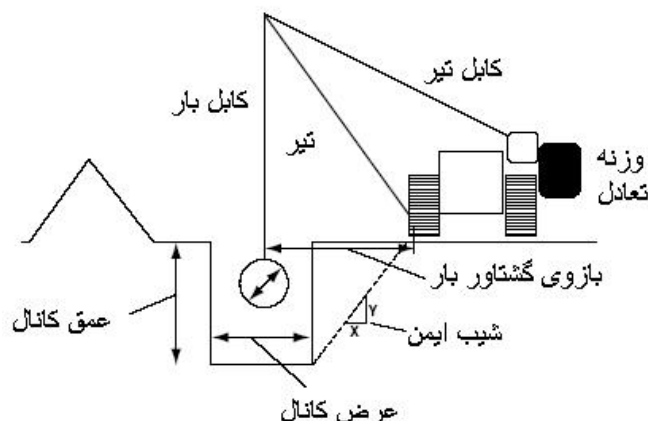 کابل تیر
کابل بار
تیر
وزنه
تعادل
بازوی گشتاور بار
عمق کانال
Y
X
شیب ایمن
عرض کانال